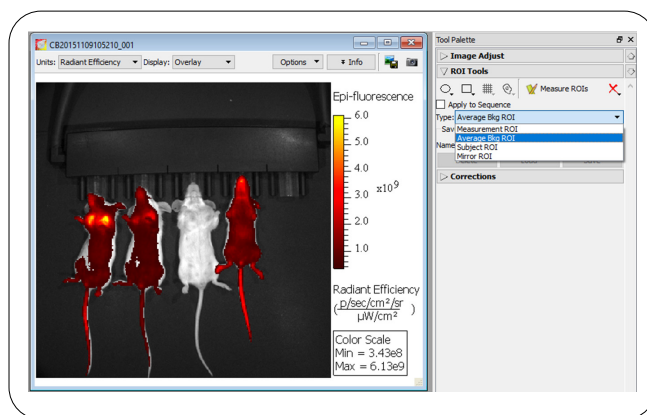 CB20151109105210_001
Units: Radiant Efficiency Display: Overlay Options Info
Epi-fluorescence
6.0
5.0
4.0
3.0
x10⁹
2.0
1.0
Radiant Efficiency
(p/sec/cm²/sr
µW/cm²)
Color Scale
Min = 3.43e8
Max = 6.13e9
Tool Palette
Image Adjust
ROI Tools
Measure ROIs
Apply to Sequence
Type: Average Bkg ROI
Measurement ROI
Average Bkg ROI
Subject ROI
Mirror ROI
Corrections